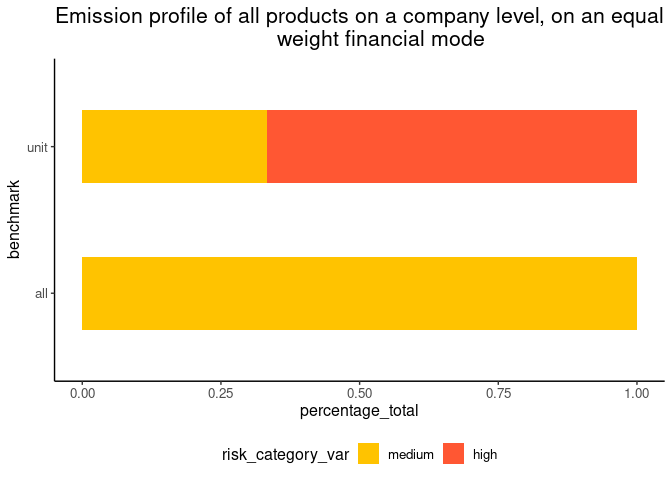 Emission profile of all products on a company level, on an equal
weight financial mode
benchmark
unit
all
0.00 0.25 0.50 0.75 1.00
percentage_total
risk_category_var medium high